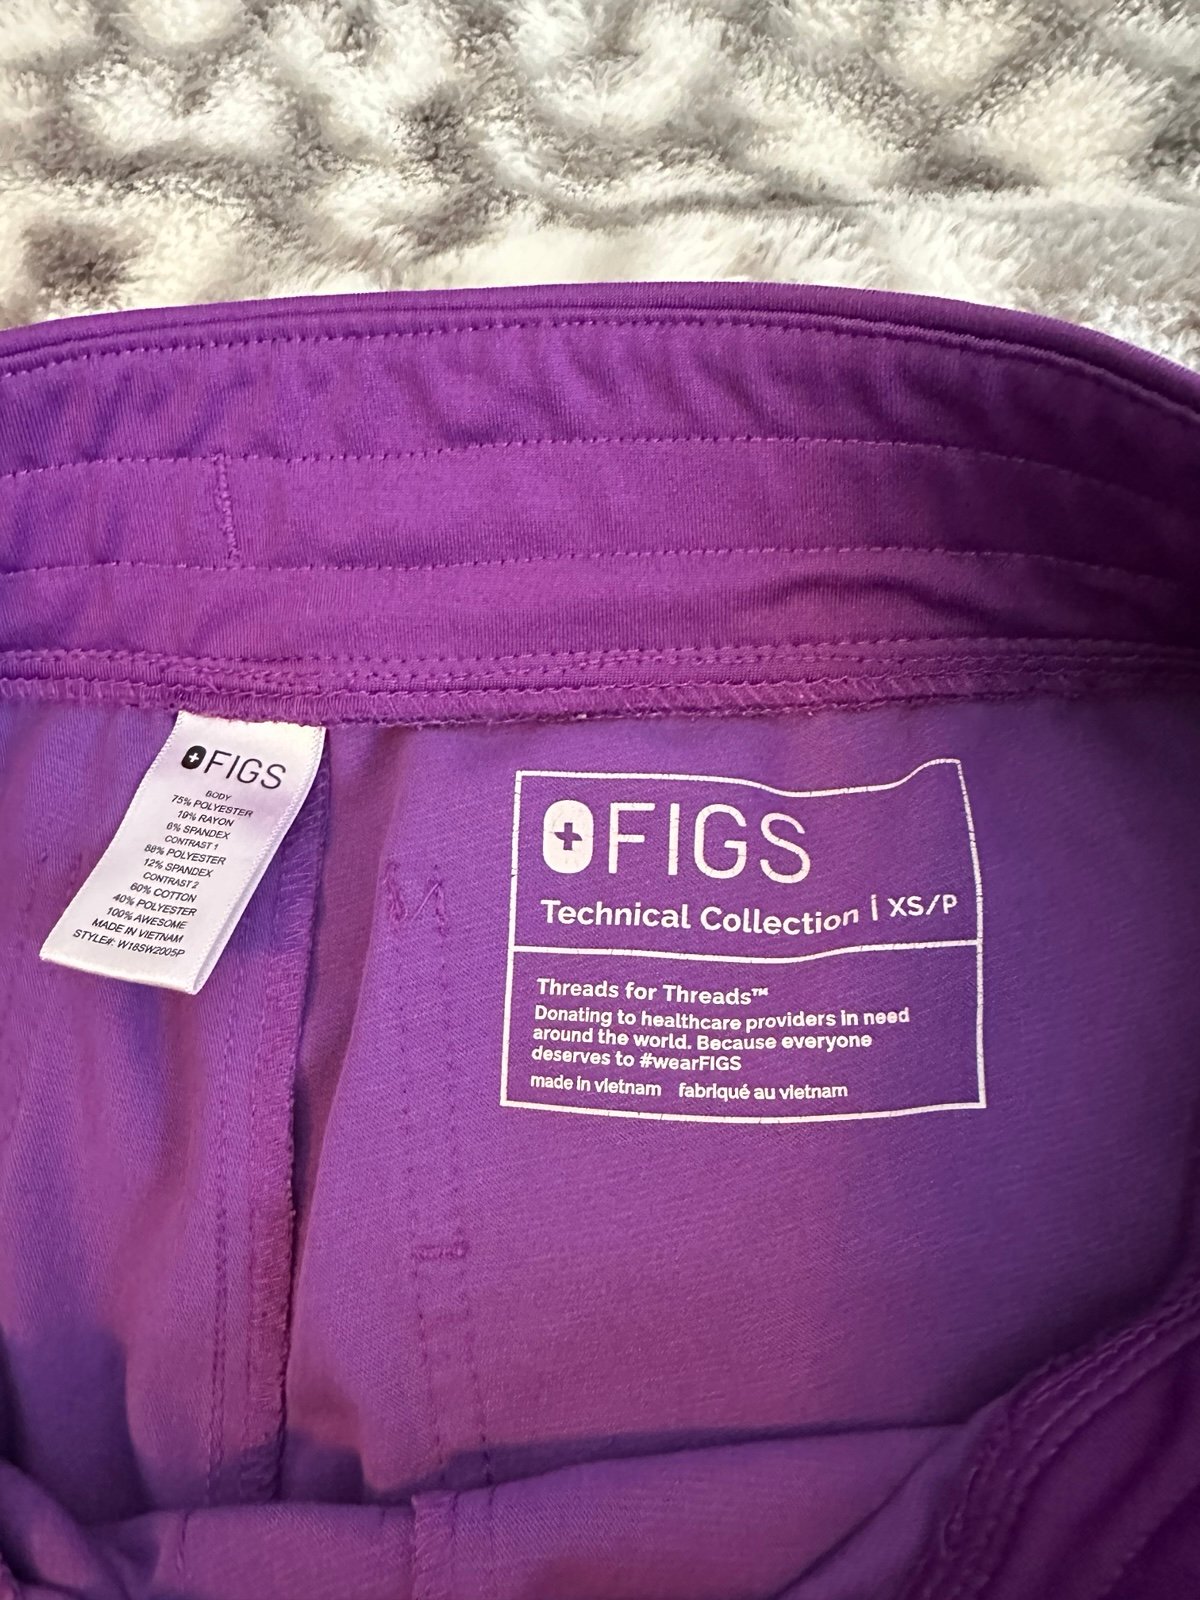 FIGS
BODY
75% POLYESTER
19% RAYON
6% SPANDEX
CONTRAST 1
88% POLYESTER
12% SPANDEX
CONTRAST 2
60% COTTON
40% POLYESTER
100% AWESOME
MADE IN VIETNAM
STYLE#: W18SW2005P
FIGS
Technical Collection | XS/P
Threads for Threads™
Donating to healthcare providers in need
around the world. Because everyone
deserves to #wearFIGS
made in vietnam fabriqué au vietnam